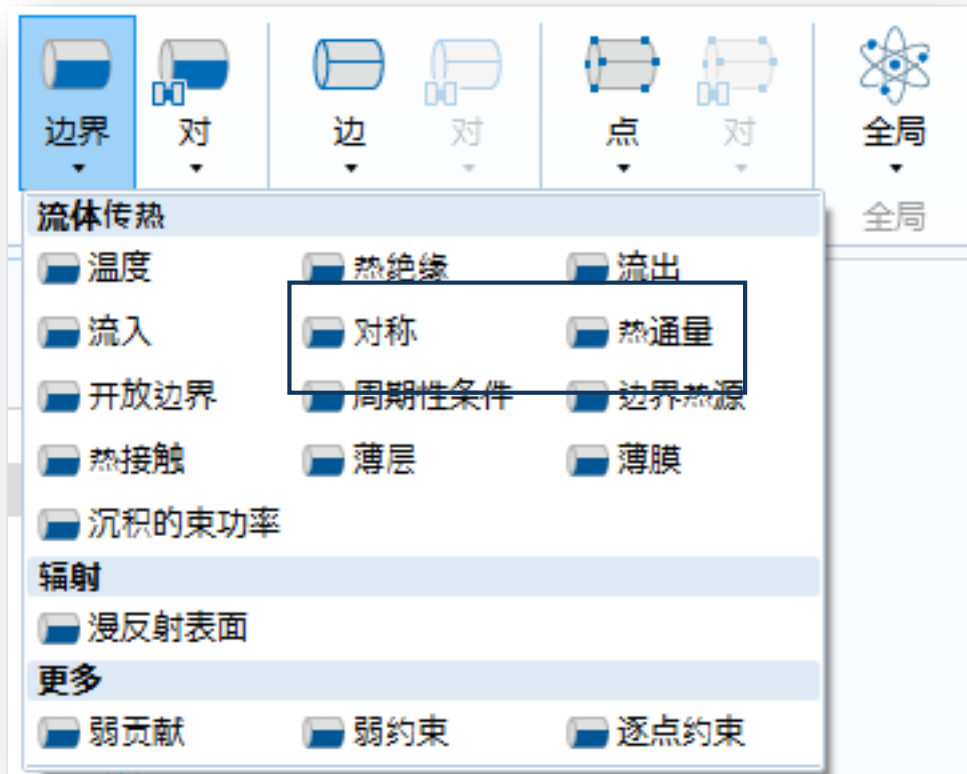 边界 对 边 对 点 对 全局
流体传热 全局
温度 热绝缘 流出
流入 对称 热通量
开放边界 周期性条件 边界热源
热接触 薄层 薄膜
沉积的束功率
辐射
漫反射表面
更多
弱贡献 弱约束 逐点约束